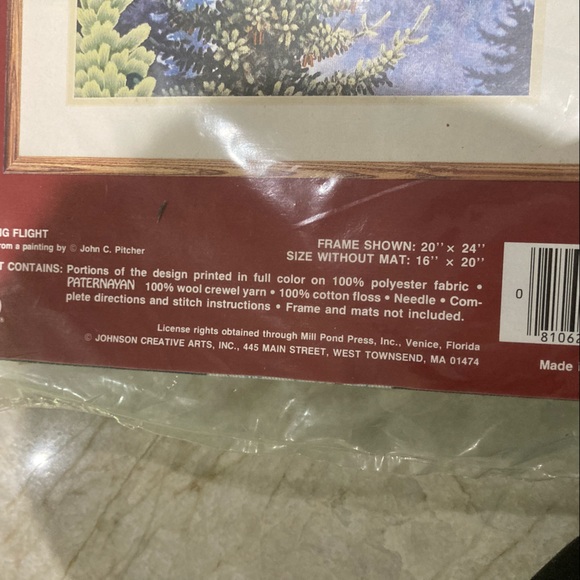 NG FLIGHT
rom a painting by © John C. Pitcher
FRAME SHOWN: 20'' × 24''
SIZE WITHOUT MAT: 16'' × 20''
T CONTAINS: Portions of the design printed in full color on 100% polyester fabric •
PATERNAYAN 100% wool crewel yarn • 100% cotton floss • Needle • Com-
plete directions and stitch instructions • Frame and mats not included.
License rights obtained through Mill Pond Press, Inc., Venice, Florida
© JOHNSON CREATIVE ARTS, INC., 445 MAIN STREET, WEST TOWNSEND, MA 01474
0
81062
Made